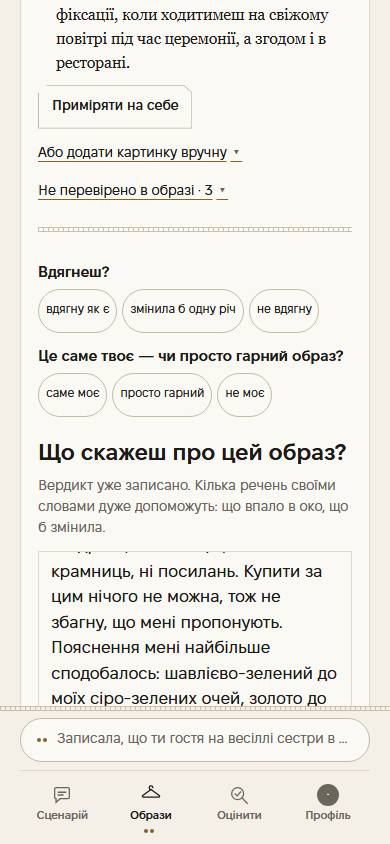 фіксації, коли ходитимеш на свіжому
повітрі під час церемонії, а згодом і в
ресторані.
Приміряти на себе
Або додати картинку вручну
Не перевірено в образі · 3
Вдягнеш?
вдягну як є
змінила б одну річ
не вдягну
Це саме твоє — чи просто гарний образ?
саме моє
просто гарний
не моє
Що скажеш про цей образ?
Вердикт уже записано. Кілька речень своїми
словами дуже допоможуть: що впало в око, що
б змінила.
крамниць, ні посилань. Купити за
цим нічого не можна, тож не
збагну, що мені пропонують.
Пояснення мені найбільше
сподобалось: шавлієво-зелений до
моїх сіро-зелених очей, золото до
Записала, що ти гостя на весіллі сестри в ...
Сценарій
Образи
Оцінити
Профіль